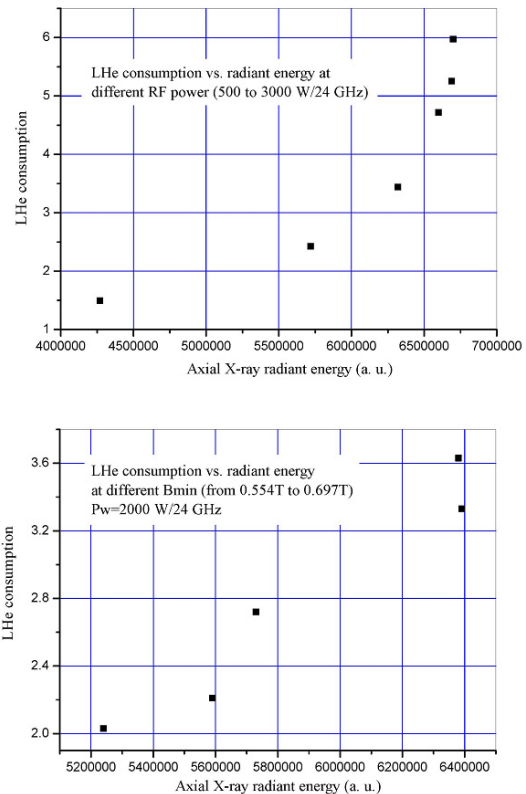 6
5
4
3
2
1
LHe consumption
LHe consumption vs. radiant energy at
different RF power (500 to 3000 W/24 GHz)
4000000 4500000 5000000 5500000 6000000 6500000 7000000
Axial X-ray radiant energy (a. u.)
3.6
3.2
2.8
2.4
2.0
LHe consumption
LHe consumption vs. radiant energy
at different Bmin (from 0.554T to 0.697T)
Pw=2000 W/24 GHz
5200000 5400000 5600000 5800000 6000000 6200000 6400000
Axial X-ray radiant energy (a. u.)